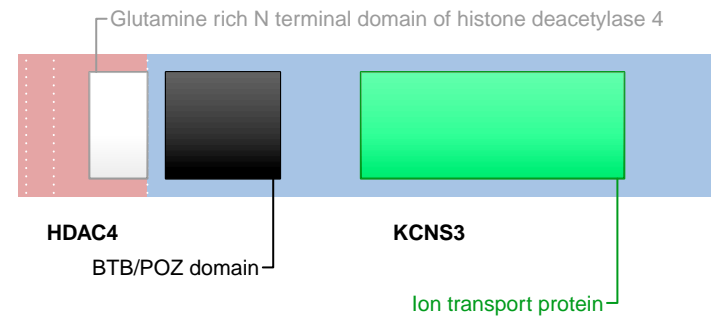 Glutamine rich N terminal domain of histone deacetylase 4
HDAC4
KCNS3
BTB/POZ domain
Ion transport protein